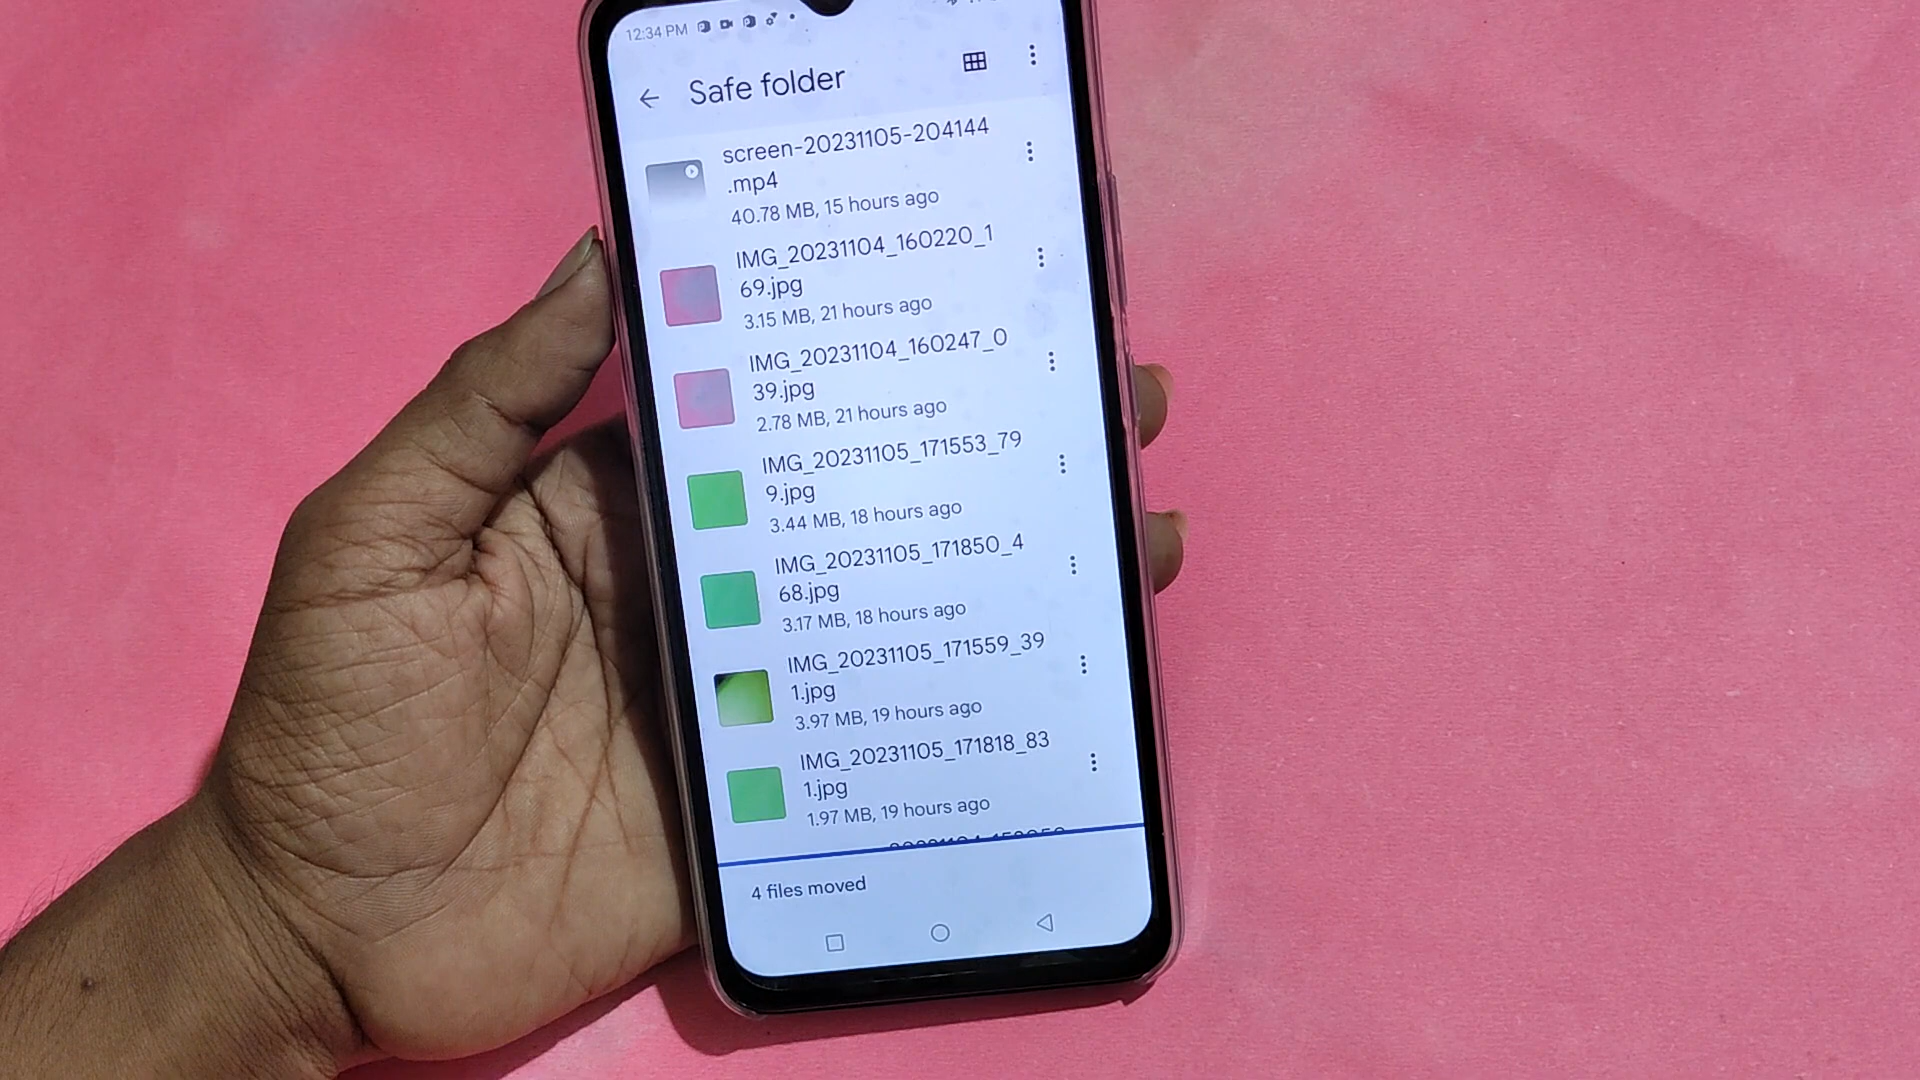 12:34 PM
Safe folder
screen-20231105-204144
.mp4
40.78 MB, 15 hours ago
IMG_20231104_160220_1
69.jpg
3.15 MB, 21 hours ago
IMG_20231104_160247_0
39.jpg
2.78 MB, 21 hours ago
IMG_20231105_171553_79
9.jpg
3.44 MB, 18 hours ago
IMG_20231105_171850_4
68.jpg
3.17 MB, 18 hours ago
IMG_20231105_171559_39
1.jpg
3.97 MB, 19 hours ago
IMG_20231105_171818_83
1.jpg
1.97 MB, 19 hours ago
4 files moved